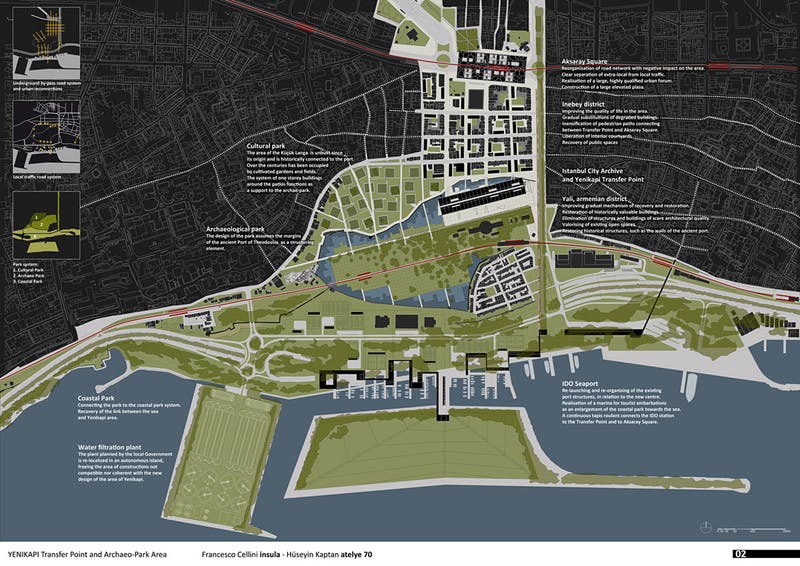 Underground by-pass road system
and urban reconnections
Local traffic road system
1
2
3
Park system:
1. Cultural Park
2. Archaeo Park
3. Coastal Park
Cultural park
The area of the Küçük Langa is unbuilt since
its origin and is historically connected to the port.
Over the centuries has been occupied
by cultivated gardens and fields.
The system of one storey buildings
around the patios fonctions as
a support to the archae-park.
Archaeological park
The design of the park assumes the margins
of the ancient Port of Theodosius, as a structuring
element.
Aksaray Square
Reorganisation of road network with negative impact on the area.
Clear separation of extra-local from local traffic.
Realisation of a large, highly qualified urban forum.
Construction of a large elevated plaza.
Inebey district
Improving the quality of life in the area.
Gradual substitutions of degraded buildings.
Inensification of pedestrian paths connecting
between Transfer Point and Aksaray Square.
Liberation of interior courtyards.
Recovery of public spaces
Istanbul City Archive
and Yenikapi Transfer Point
Yali, armenian district
Improving gradual mechanism of recovery and restoration.
Restoration of historically valuable buildings.
Elimination of structures and buildings of scare architectural quality.
Valorising of existing open spaces.
Restoring historical structures, such as the walls of the ancient port.
Coastal Park
Connecting the park to the coastal park system.
Recovery of the link between the sea
and Yenikapi area.
Water filtration plant
The plant planned by the local Government
is re-localized in an autonomous island,
freeing the area of constructions not
compatible nor coherent with the new
design of the area of Yenikapi.
IDO Seaport
Re-launching and re-organising of the existing
port structures, in relation to the new centre.
Realisation of a marina for tourist embarkations
as an enlargement of the coastal park towards the sea.
A continuous tapis roulant connects the IDO station
to the Transfer Point and to Aksaray Square.
YENIKAPI Transfer Point and Archaeo-Park Area
Francesco Cellini insula - Hüseyin Kaptan atelye 70
02